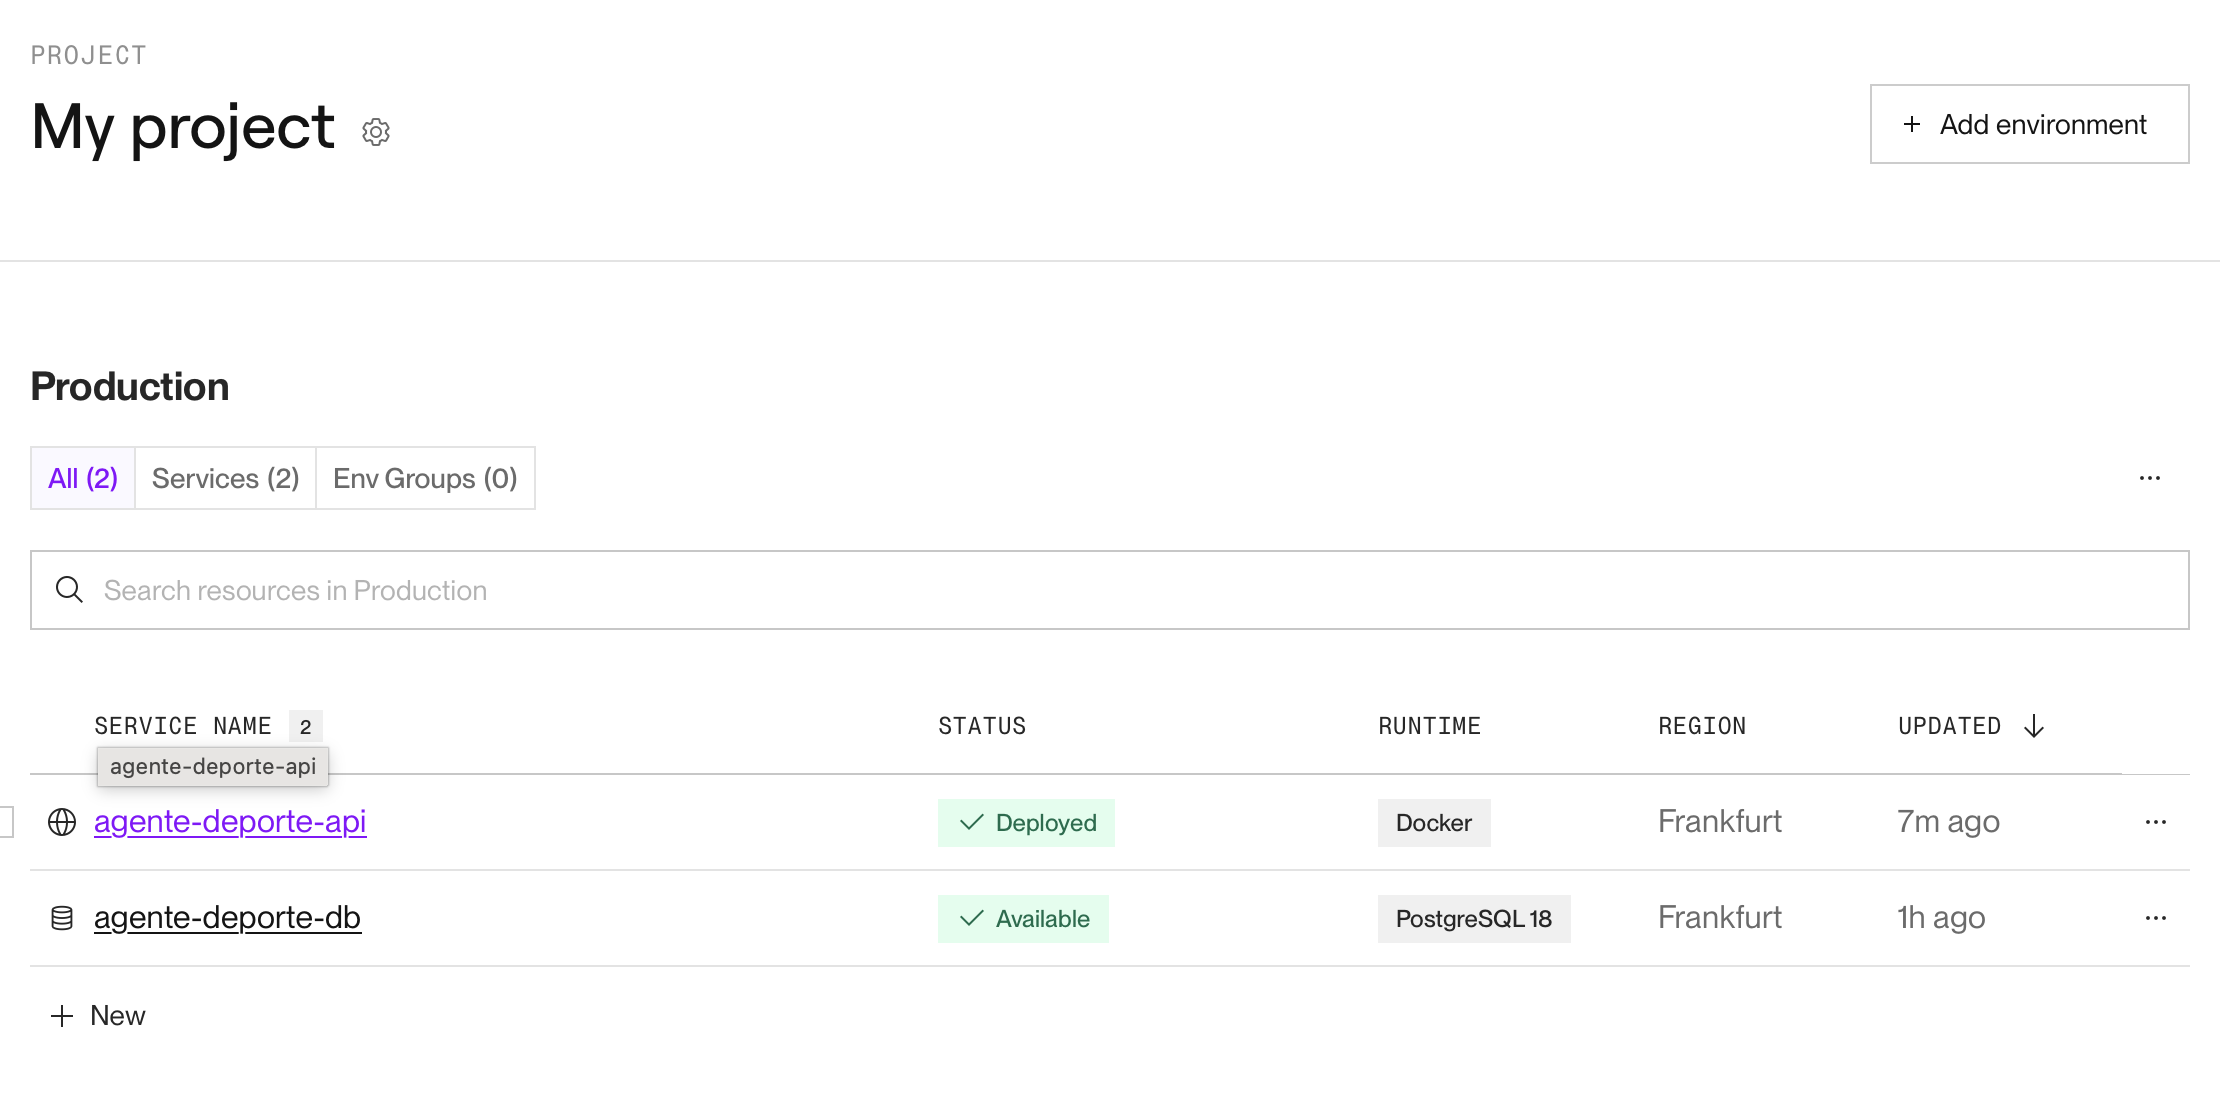 PROJECT
My project
+ Add environment
Production
All (2) Services (2) Env Groups (0)
Search resources in Production
SERVICE NAME 2 STATUS RUNTIME REGION UPDATED
agente-deporte-api
agente-deporte-api Deployed Docker Frankfurt 7m ago
agente-deporte-db Available PostgreSQL 18 Frankfurt 1h ago
+ New